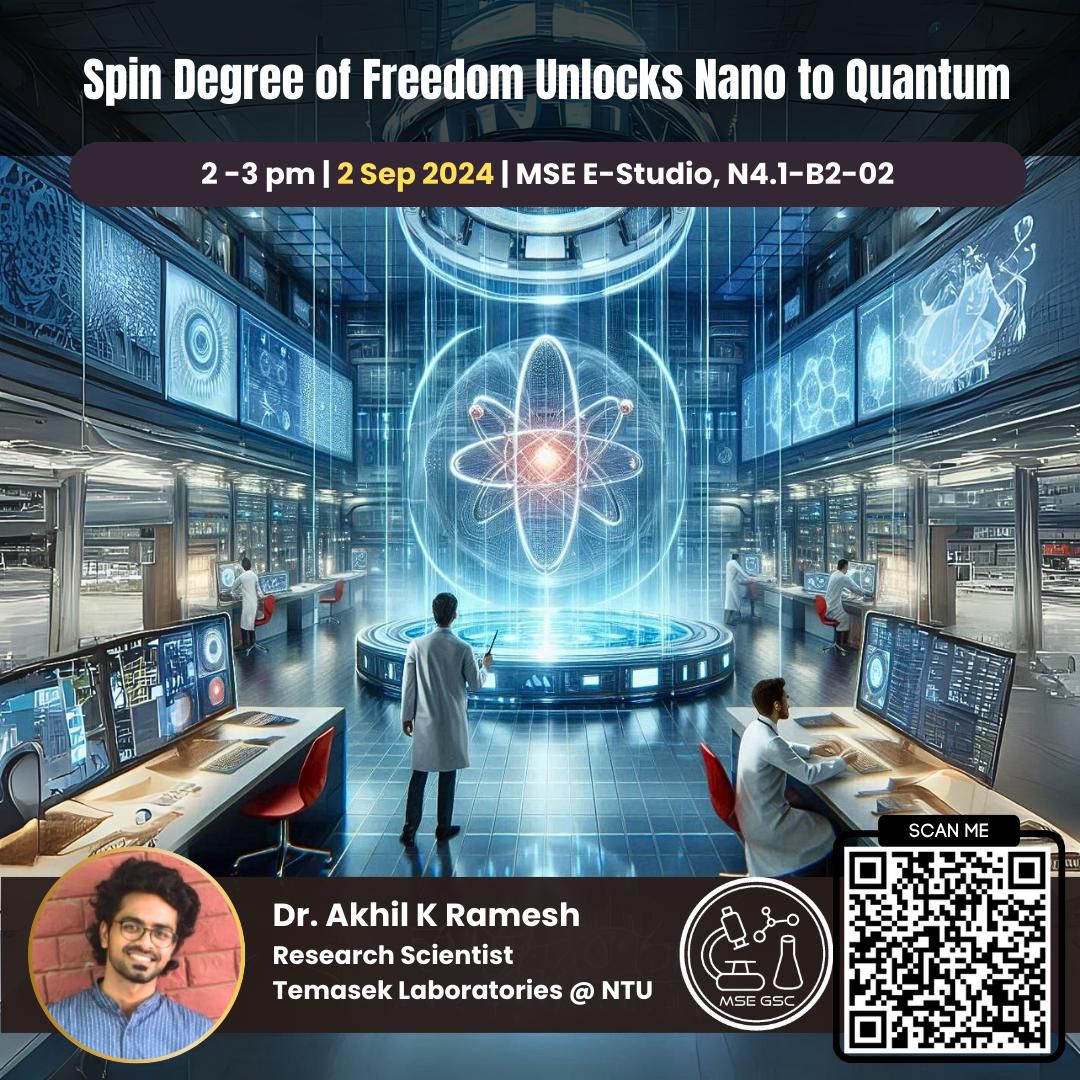 Spin Degree of Freedom Unlocks Nano to Quantum
2 -3 pm | 2 Sep 2024 | MSE E-Studio, N4.1-B2-02
SCAN ME
Dr. Akhil K Ramesh
Research Scientist
Temasek Laboratories @ NTU
MSE GSC